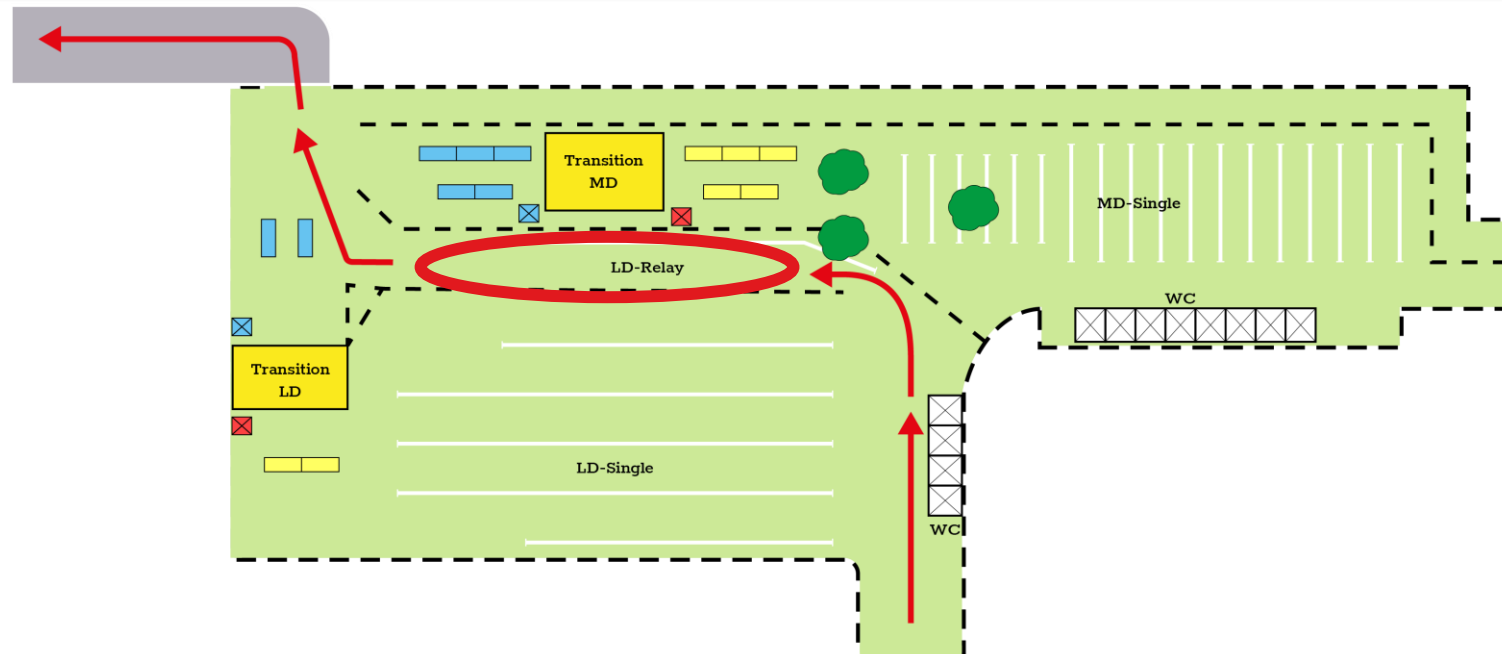 Transition
MD
MD-Single
LD-Relay
WC
Transition
LD
LD-Single
WC